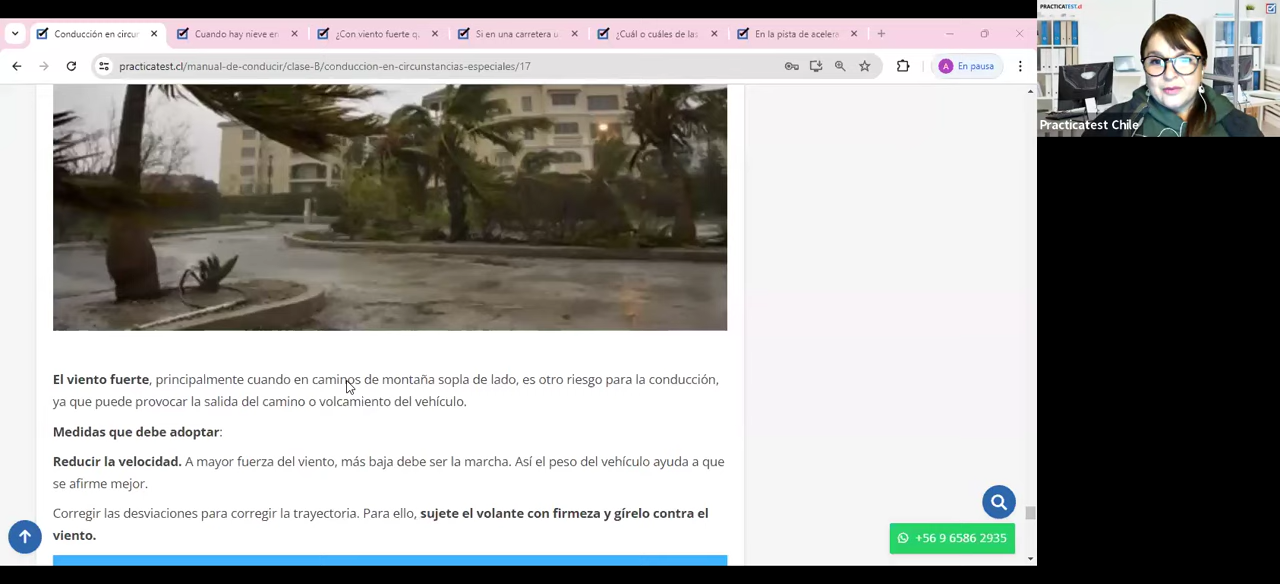 Conducción en circur
Cuando hay nieve en
¿Con viento fuerte q
Si en una carretera u
¿Cuál o cuáles de las
En la pista de acelera
practicatest.cl/manual-de-conducir/clase-B/conduccion-en-circunstancias-especiales/17
A
En pausa
PRACTICATEST.cl
Practicatest Chile
El viento fuerte, principalmente cuando en caminos de montaña sopla de lado, es otro riesgo para la conducción,
ya que puede provocar la salida del camino o volcamiento del vehículo.
Medidas que debe adoptar:
Reducir la velocidad. A mayor fuerza del viento, más baja debe ser la marcha. Así el peso del vehículo ayuda a que
se afirme mejor.
Corregir las desviaciones para corregir la trayectoria. Para ello, sujete el volante con firmeza y gírelo contra el
viento.
+56 9 6586 2935